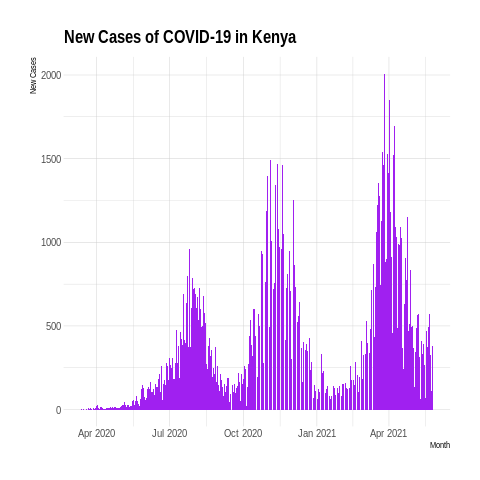 New Cases of COVID-19 in Kenya
New Cases
2000
1500
1000
500
0
Apr 2020 Jul 2020 Oct 2020 Jan 2021 Apr 2021
Month